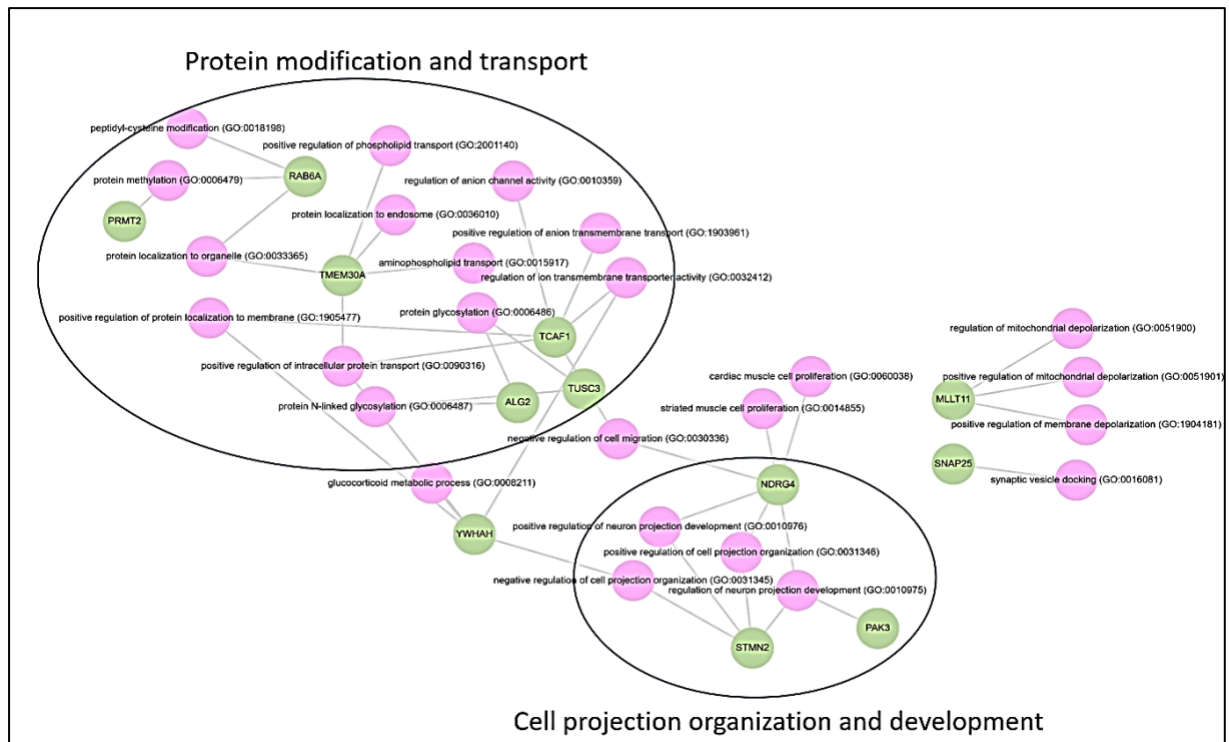 Protein modification and transport
peptidyl-cysteine modification (GO:0018198)
positive regulation of phospholipid transport (GO:2001140)
RAB6A
protein methylation (GO:0006479)
regulation of anion channel activity (GO:0010359)
PRMT2
protein localization to endosome (GO:0036010)
positive regulation of anion transmembrane transport (GO:1903961)
protein localization to organelle (GO:0033365)
TMEM30A
aminophospholipid transport (GO:0015917)
regulation of ion transmembrane transporter activity (GO:0032412)
positive regulation of protein localization to membrane (GO:1905477)
protein glycosylation (GO:0006486)
TCAF1
regulation of mitochondrial depolarization (GO:0051900)
positive regulation of intracellular protein transport (GO:0090316)
cardiac muscle cell proliferation (GO:0060038)
positive regulation of mitochondrial depolarization (GO:0051901)
TUSC3
MLLT11
ALG2
protein N-linked glycosylation (GO:0006487)
striated muscle cell proliferation (GO:0014855)
positive regulation of membrane depolarization (GO:1904181)
negative regulation of cell migration (GO:0030336)
SNAP25
synaptic vesicle docking (GO:0016081)
glucocorticoid metabolic process (GO:0008211)
NDRG4
YWHAH
positive regulation of neuron projection development (GO:0010976)
positive regulation of cell projection organization (GO:0031346)
negative regulation of cell projection organization (GO:0031345)
regulation of neuron projection development (GO:0010975)
PAK3
STMN2
Cell projection organization and development